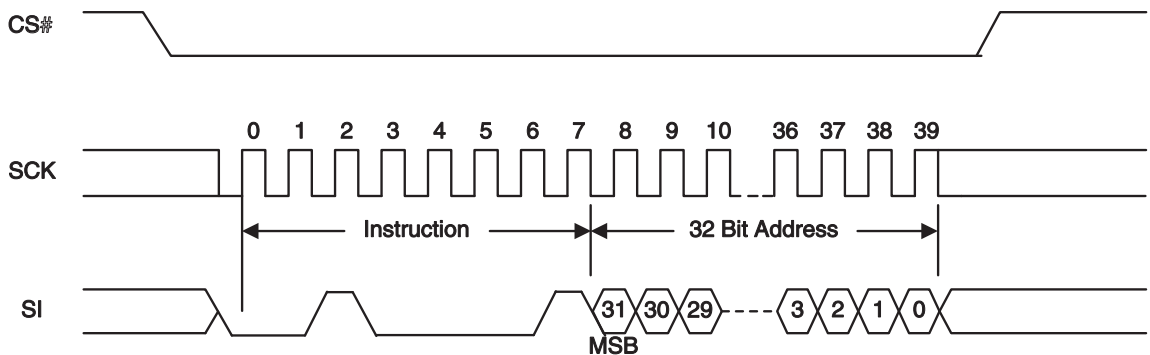 CS#
0 1 2 3 4 5 6 7 8 9 10 36 37 38 39
SCK
Instruction 32 Bit Address
SI 31 30 29 3 2 1 0
MSB